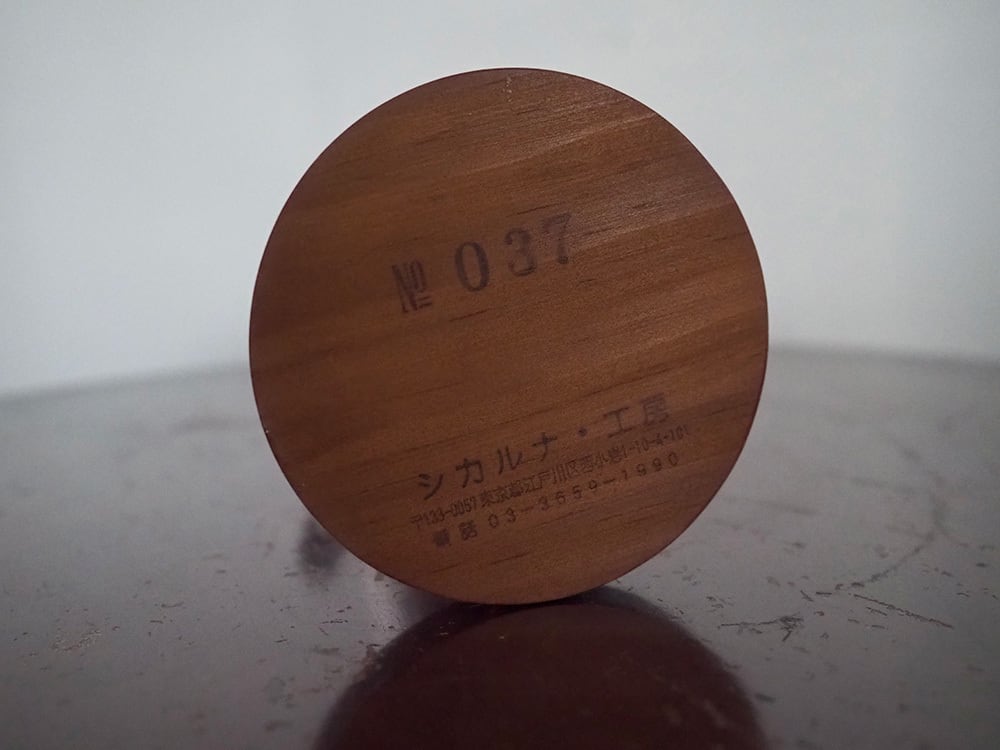 № 037
シカルナ・工房
〒133-0057 東京都江戸川区西小岩1-10-4-101
電話 03-3659-1990